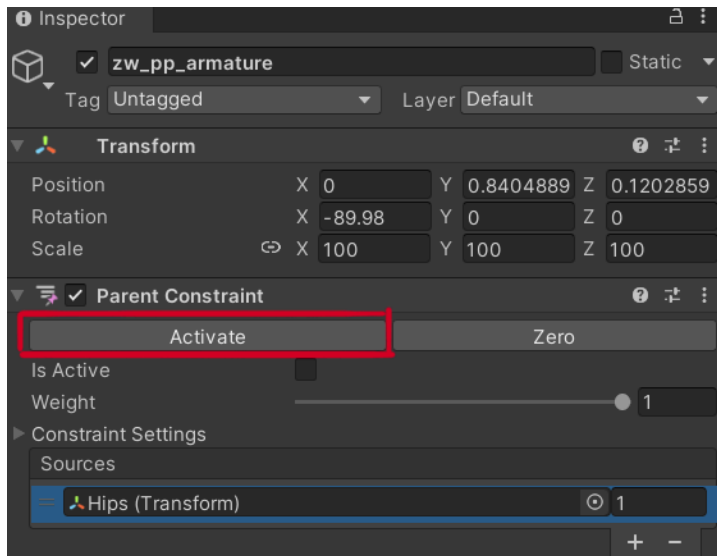 Inspector
zw_pp_armature Static
Tag Untagged Layer Default
Transform
Position X 0 Y 0.8404889 Z 0.1202859
Rotation X -89.98 Y 0 Z 0
Scale X 100 Y 100 Z 100
Parent Constraint
Activate Zero
Is Active
Weight 1
Constraint Settings
Sources
Hips (Transform) 1